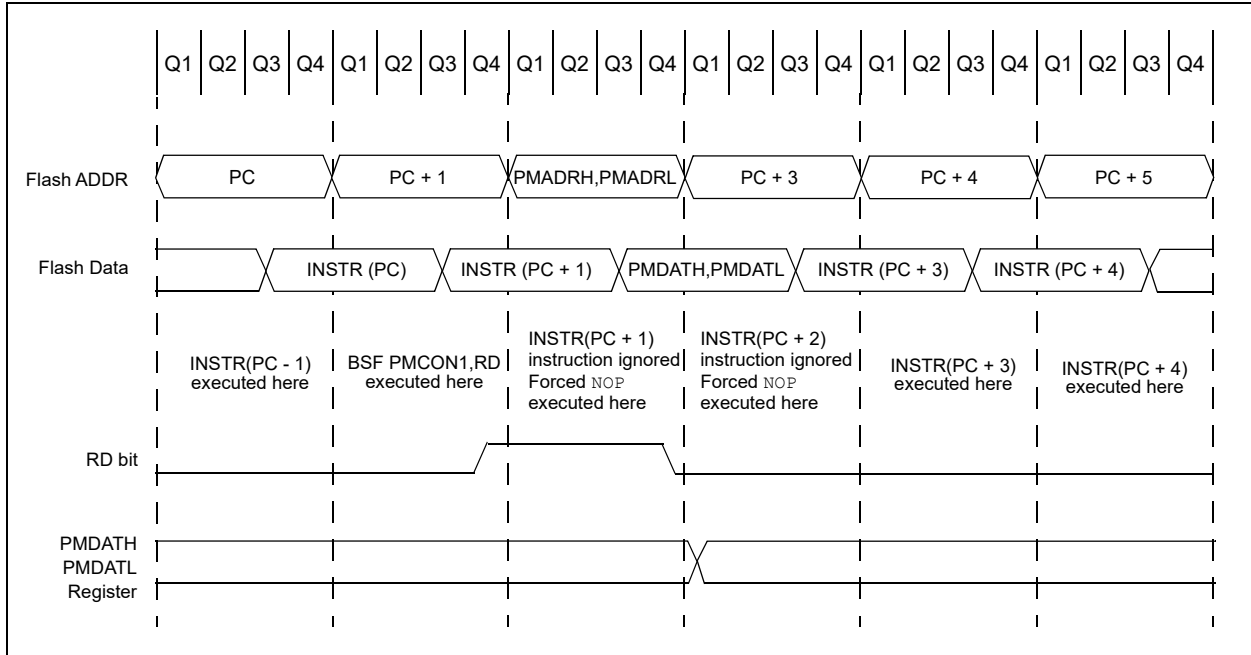 Q1 Q2 Q3 Q4 Q1 Q2 Q3 Q4 Q1 Q2 Q3 Q4 Q1 Q2 Q3 Q4 Q1 Q2 Q3 Q4 Q1 Q2 Q3 Q4
Flash ADDR PC PC + 1 PMADRH,PMADRL PC + 3 PC + 4 PC + 5
Flash Data INSTR (PC) INSTR (PC + 1) PMDATH,PMDATL INSTR (PC + 3) INSTR (PC + 4)
INSTR(PC - 1)
executed here
BSF PMCON1,RD
executed here
INSTR(PC + 1)
instruction ignored
Forced NOP
executed here
INSTR(PC + 2)
instruction ignored
Forced NOP
executed here
INSTR(PC + 3)
executed here
INSTR(PC + 4)
executed here
RD bit
PMDATH
PMDATL
Register